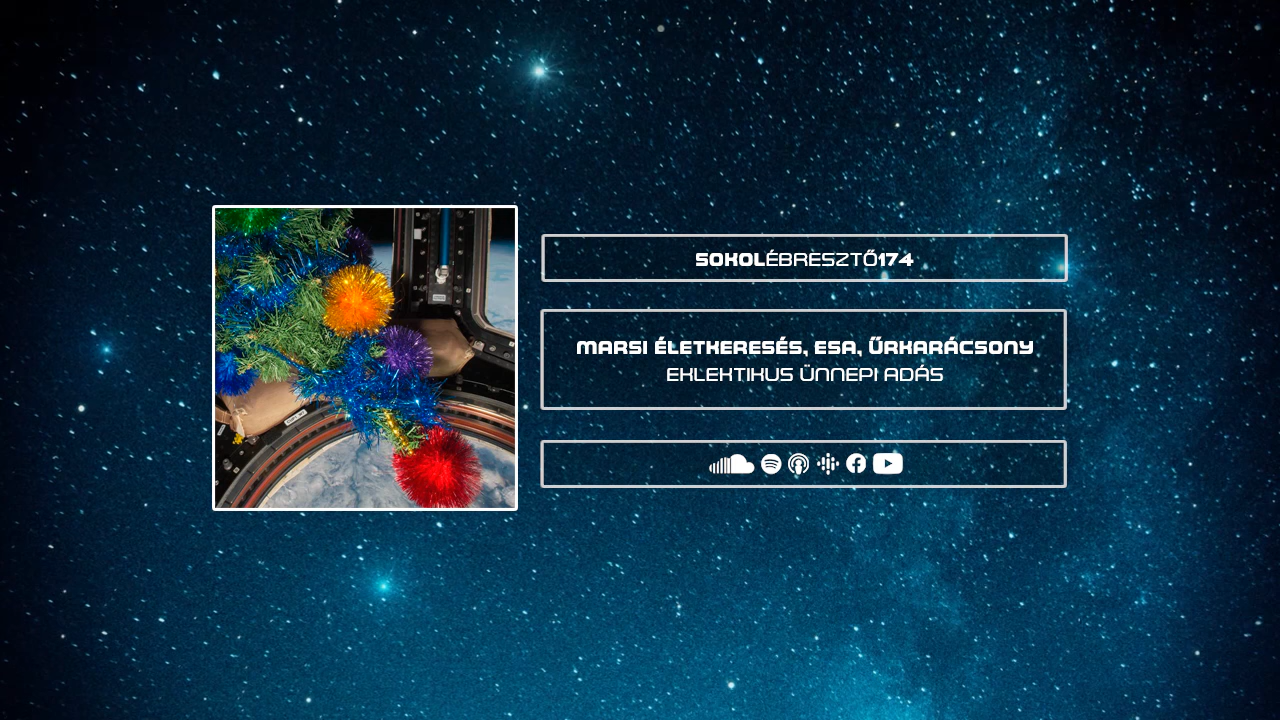 SOKOLÉBRESZTŐ174
MARSI ÉLETKERESÉS, ESA, ŰRKARÁCSONY
EKLEKTIKUS ÜNNEPI ADÁS